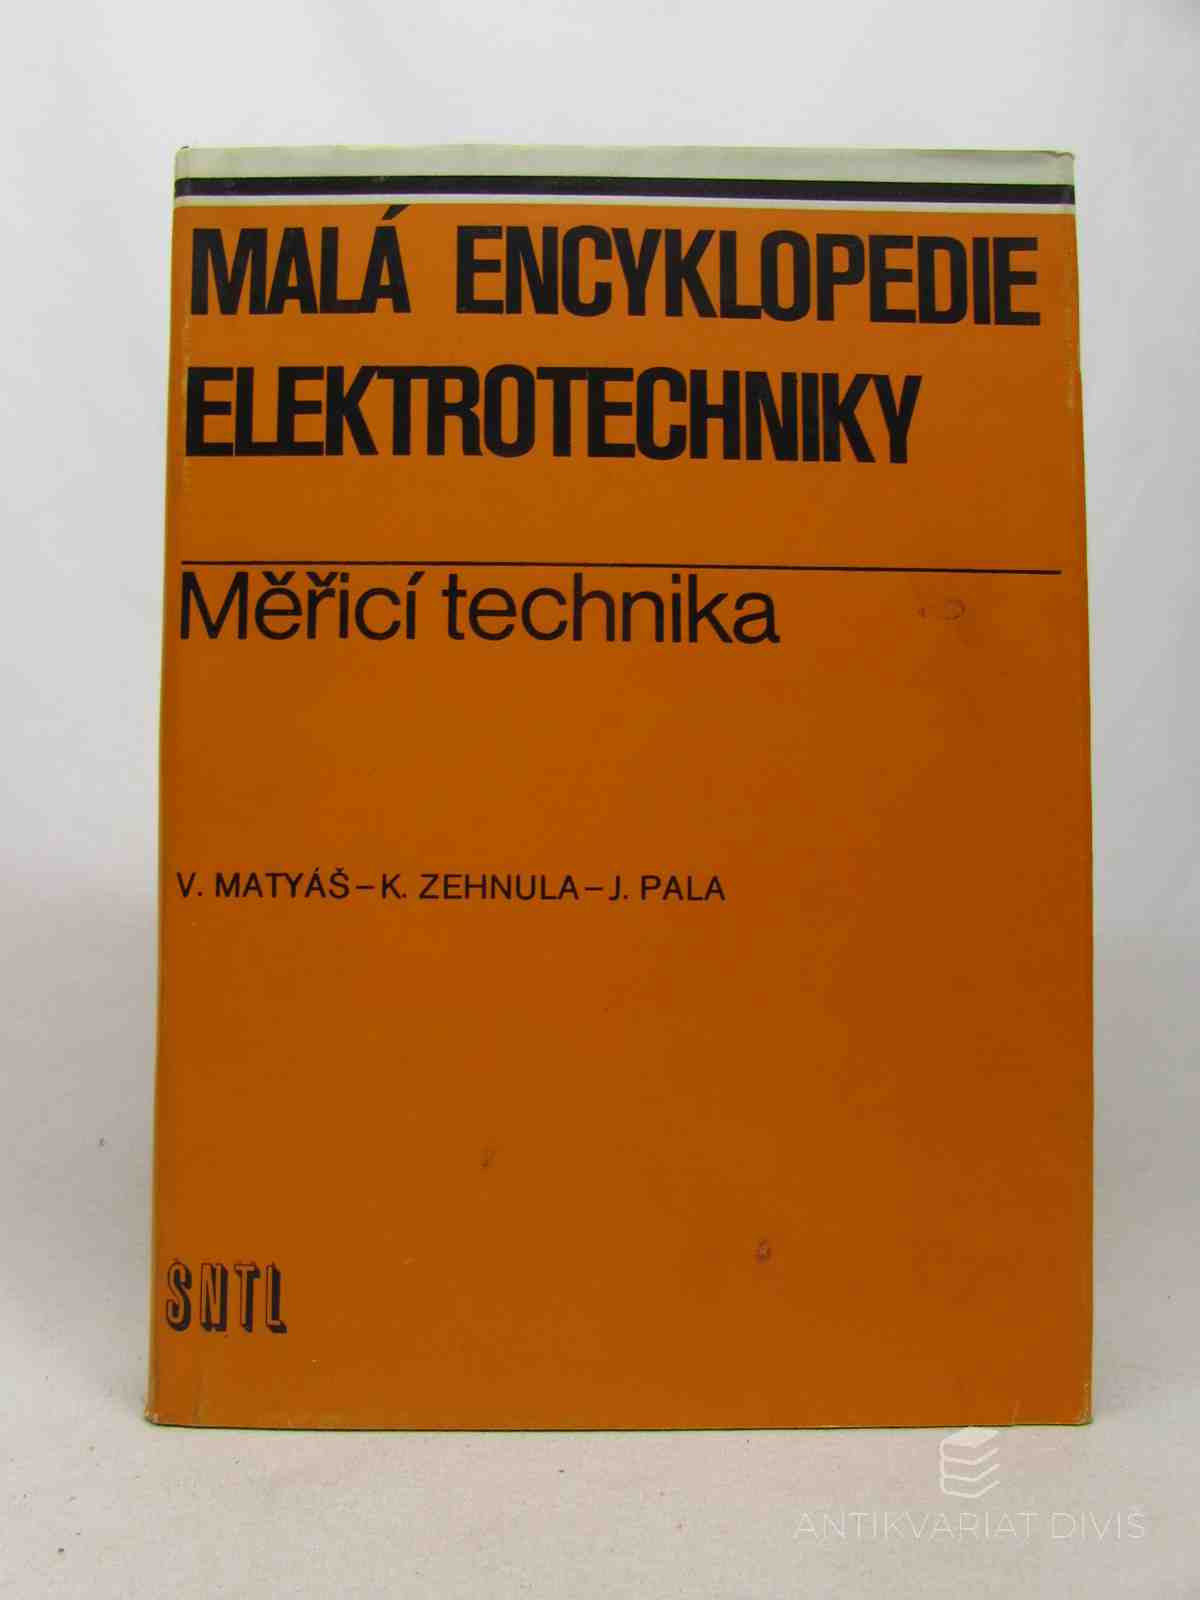 MALÁ ENCYKLOPEDIE
ELEKTROTECHNIKY
Měřicí technika
V. MATYÁŠ – K. ZEHNULA – J. PALA
SNTL
ANTIKVARIAT DIVIŠ